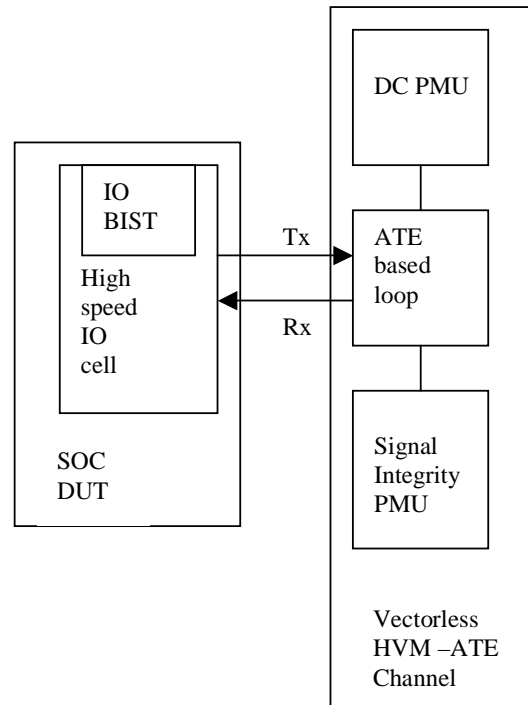 DC PMU
IO
BIST
High
speed
IO
cell
SOC
DUT
Tx
Rx
ATE
based
loop
Signal
Integrity
PMU
Vectorless
HVM –ATE
Channel